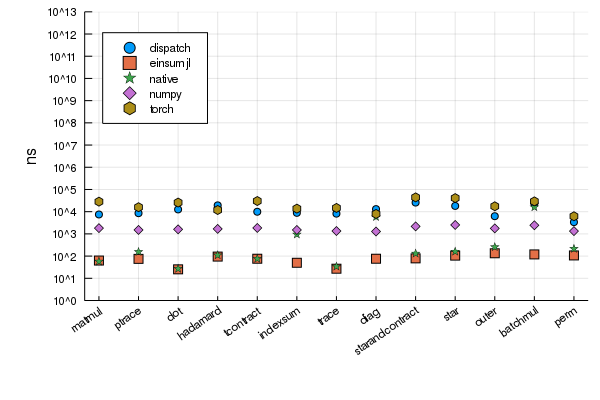 10^13
10^12
10^11
10^10
10^9
10^8
10^7
10^6
10^5
10^4
10^3
10^2
10^1
10^0
ns
dispatch
einsumjl
native
numpy
torch
matmul
ptrace
dot
hadamard
tcontract
indexsum
trace
diag
starandcontract
star
outer
batchmul
perm